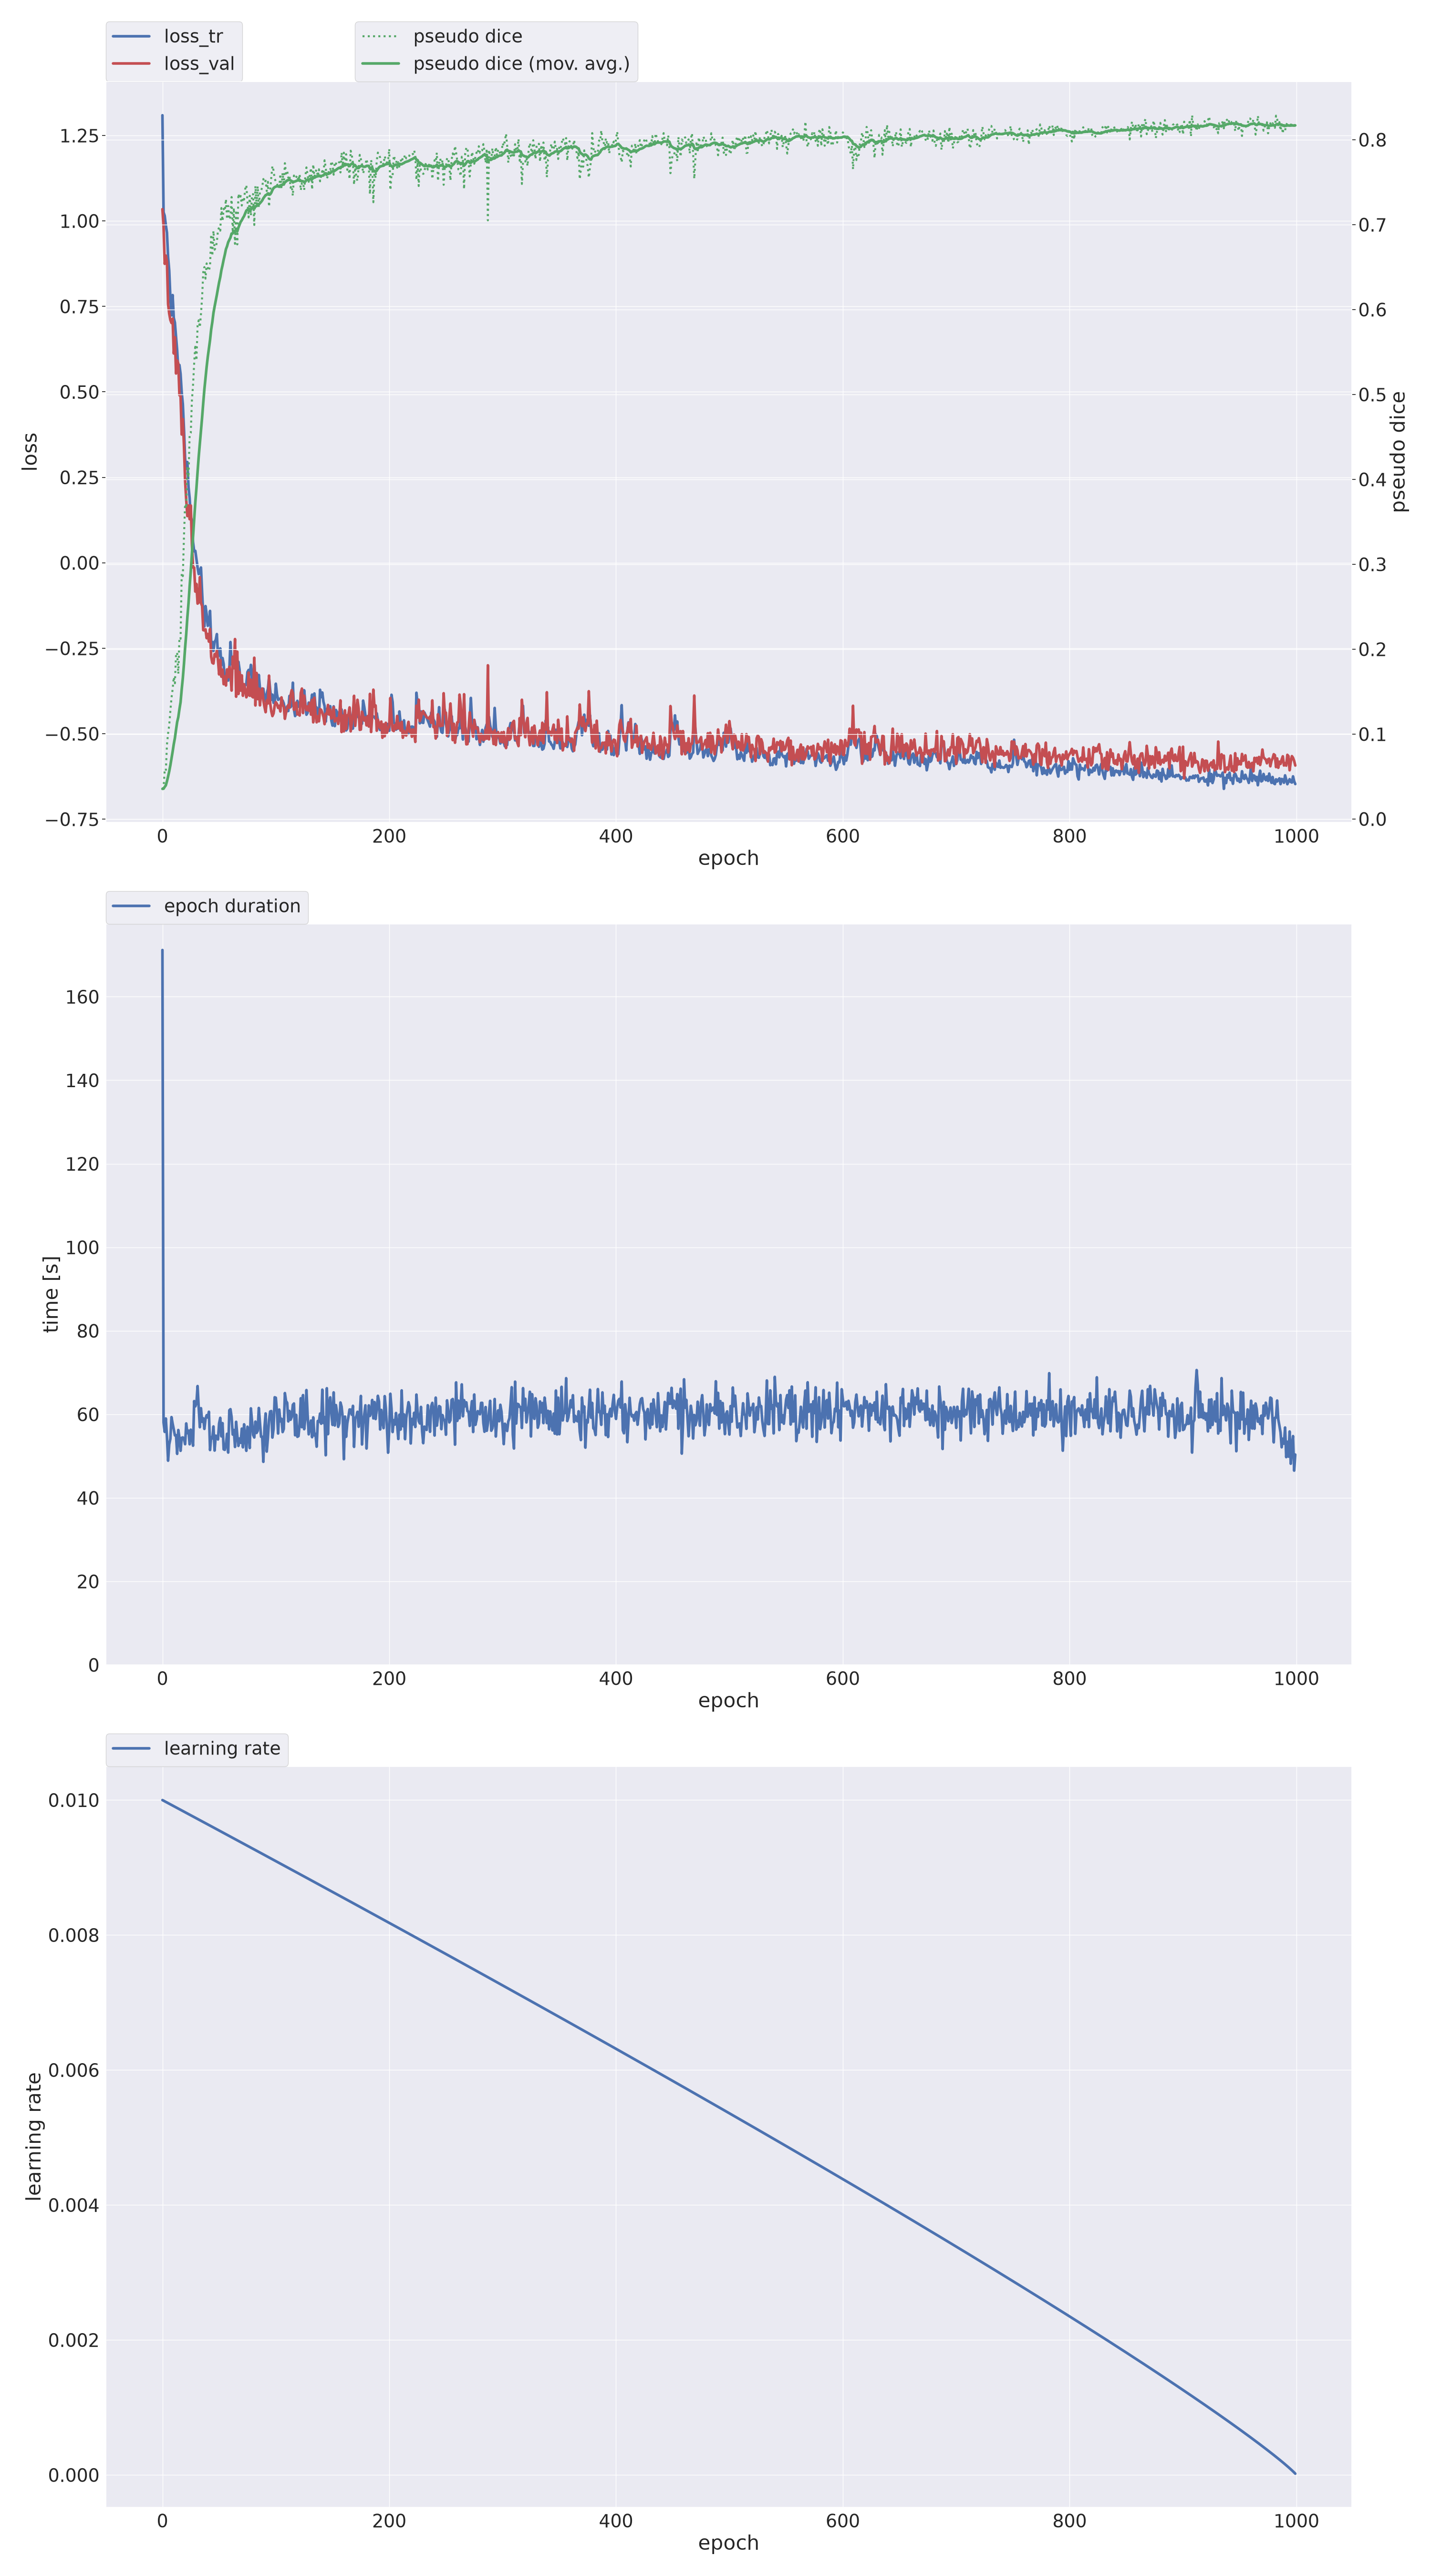 loss_tr
loss_val
pseudo dice
pseudo dice (mov. avg.)
1.25
1.00
0.75
0.50
0.25
0.00
−0.25
−0.50
−0.75
loss
0.8
0.7
0.6
0.5
0.4
0.3
0.2
0.1
0.0
pseudo dice
0 200 400 600 800 1000
epoch
epoch duration
160
140
120
100
80
60
40
20
0
time [s]
0 200 400 600 800 1000
epoch
learning rate
0.010
0.008
0.006
0.004
0.002
0.000
learning rate
0 200 400 600 800 1000
epoch